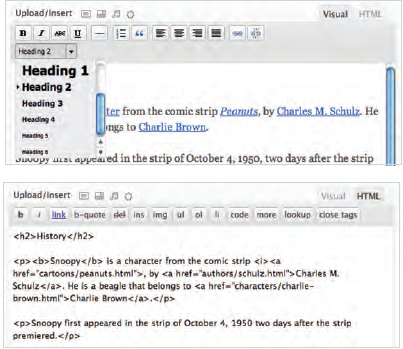 Upload/Insert Visual HTML
B I ABC U — “
Heading 2
Heading 1
Heading 2
Heading 3
Heading 4
Heading 5
Heading 6
ter from the comic strip Peanuts, by Charles M. Schulz. He
ongs to Charlie Brown.
Snoopy first appeared in the strip of October 4, 1950, two days after the strip
Upload/Insert Visual HTML
b i link b-quote del ins img ul ol li code more lookup close tags
<h2>History</h2>
<p><b>Snoopy</b> is a character from the comic strip <i><a
href="cartoons/peanuts.html">, by <a href="authors/schulz.html">Charles M.
Schulz</a>. He is a beagle that belongs to <a href="characters/charlie-
brown.html">Charlie Brown</a>.</p>
<p>Snoopy first appeared in the strip of October 4, 1950 two days after the strip
premiered.</p>